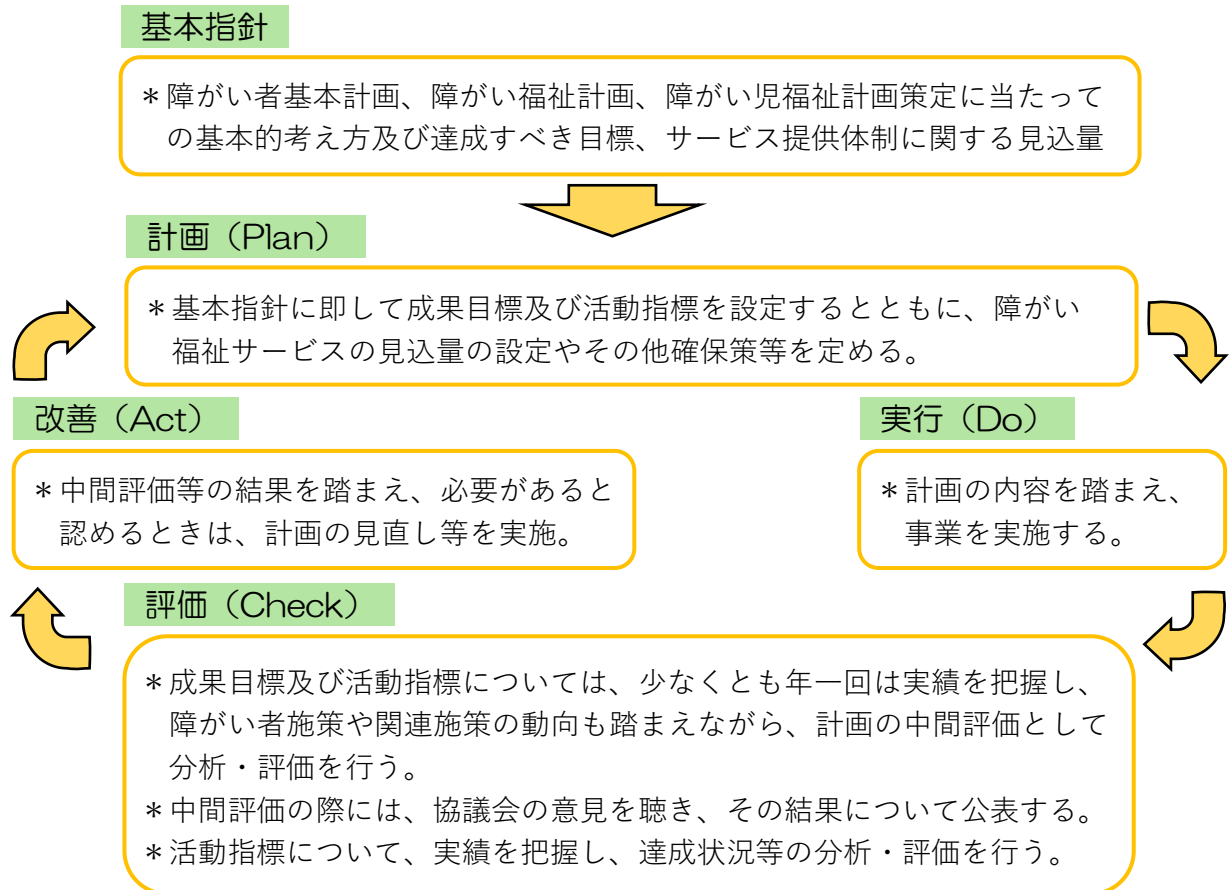 基本指針
＊障がい者基本計画、障がい福祉計画、障がい児福祉計画策定に当たって
の基本的考え方及び達成すべき目標、サービス提供体制に関する見込量
計画（Plan）
＊基本指針に即して成果目標及び活動指標を設定するとともに、障がい
福祉サービスの見込量の設定やその他確保策等を定める。
改善（Act）
＊中間評価等の結果を踏まえ、必要があると
認めるときは、計画の見直し等を実施。
実行（Do）
＊計画の内容を踏まえ、
事業を実施する。
評価（Check）
＊成果目標及び活動指標については、少なくとも年一回は実績を把握し、
障がい者施策や関連施策の動向も踏まえながら、計画の中間評価として
分析・評価を行う。
＊中間評価の際には、協議会の意見を聴き、その結果について公表する。
＊活動指標について、実績を把握し、達成状況等の分析・評価を行う。